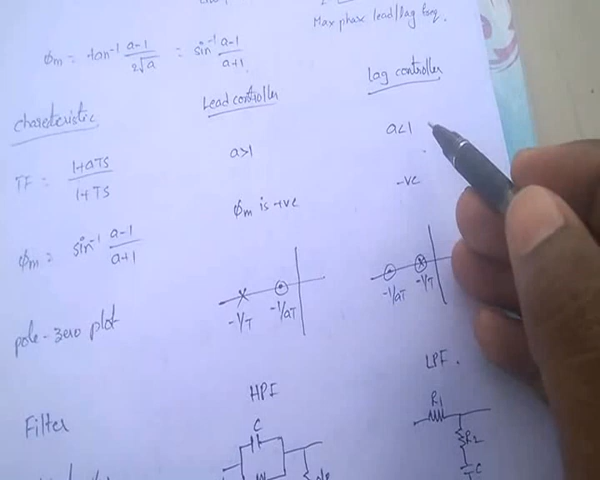 Max phase lead/lag freq.
ϕm = tan⁻¹ a-1/2√a = sin⁻¹ a-1/a+1
Charecteristic Lead controller Lag controller
TF = 1+aTS/1+TS a>1 a<1
ϕm = sin⁻¹ a-1/a+1 ϕm is +ve -ve
pole-zero plot -1/T -1/aT -1/aT -1/T
Filter HPF LPF.
C R1
R2
C